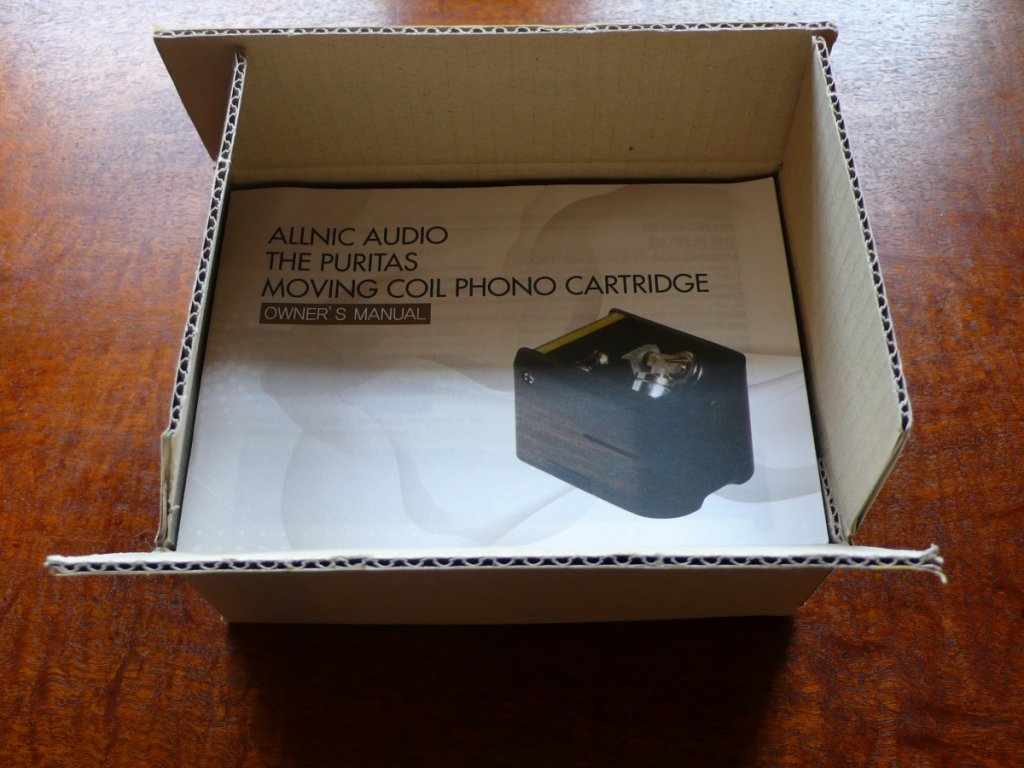 ALLNIC AUDIO
THE PURITAS
MOVING COIL PHONO CARTRIDGE
OWNER'S MANUAL